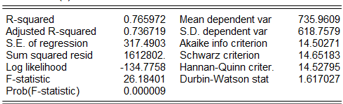 R-squared 0.765972 Mean dependent var 735.9609
Adjusted R-squared 0.736719 S.D. dependent var 618.7579
S.E. of regression 317.4903 Akaike info criterion 14.50271
Sum squared resid 1612802. Schwarz criterion 14.65183
Log likelihood -134.7758 Hannan-Quinn criter. 14.52795
F-statistic 26.18401 Durbin-Watson stat 1.617027
Prob(F-statistic) 0.000009